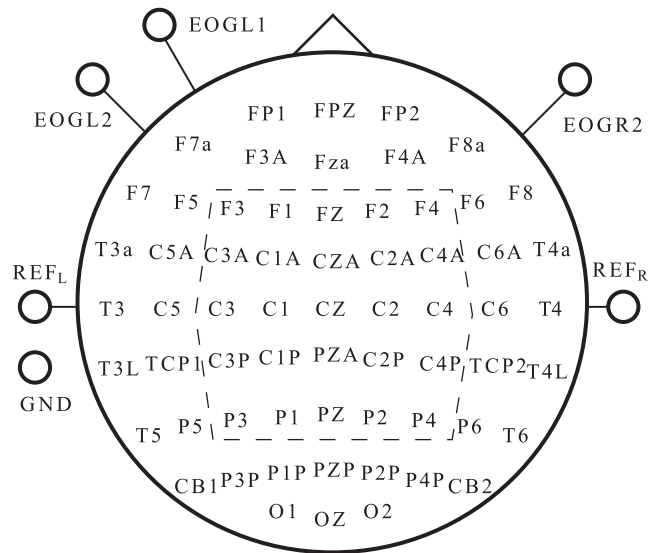 EOGL1
EOGL2
EOGR2
FP1 FPZ FP2
F7a F3A Fza F4A F8a
F7 F5 F3 F1 FZ F2 F4 F6 F8
T3a C5A C3A C1A CZA C2A C4A C6A T4a
REFL REFR
T3 C5 C3 C1 CZ C2 C4 C6 T4
T3L TCP1 C3P C1P PZA C2P C4P TCP2 T4L
GND
T5 P5 P3 P1 PZ P2 P4 P6 T6
CB1 P3P P1P PZP P2P P4P CB2
O1 OZ O2